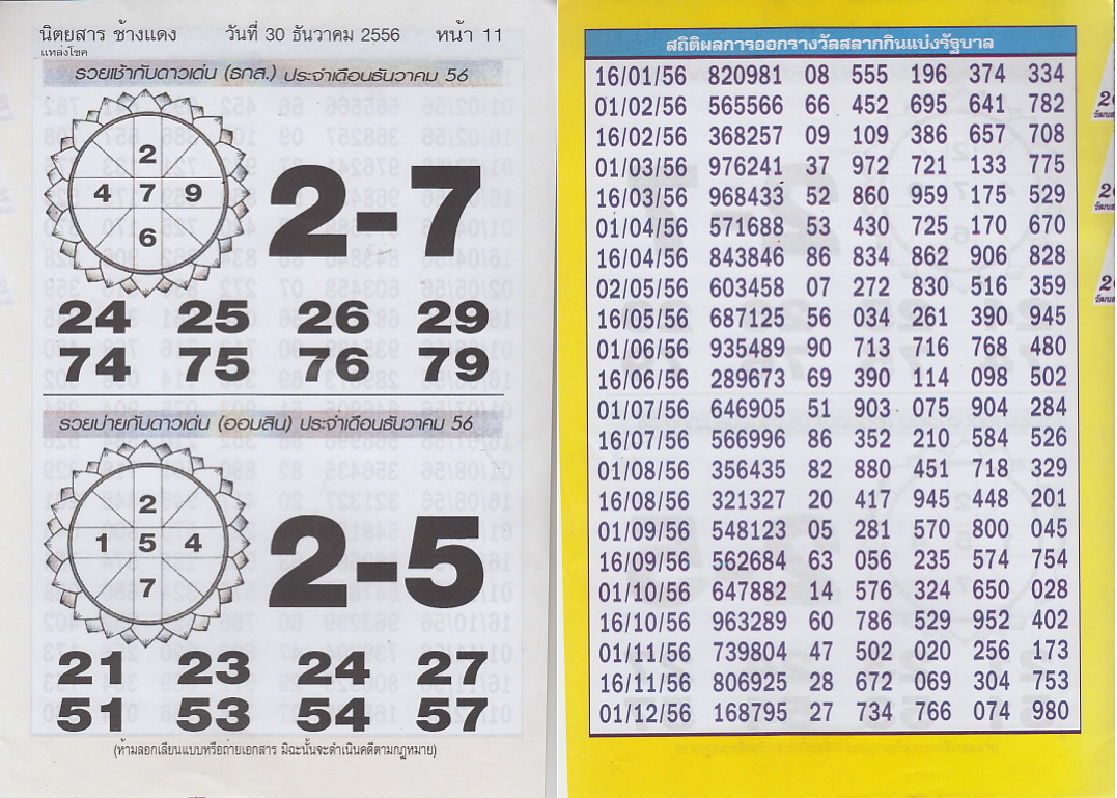 นิตยสาร ช้างแดง วันที่ 30 ธันวาคม 2556 หน้า 11
แหล่งโชค
รวยเช้ากับดาวเด่น (ธกส.) ประจำเดือนธันวาคม 56
2
4 7 9
6
2-7
24 25 26 29
74 75 76 79
รวยบ่ายกับดาวเด่น (ออมสิน) ประจำเดือนธันวาคม 56
2
1 5 4
7
2-5
21 23 24 27
51 53 54 57
(ห้ามลอกเลียนแบบหรือถ่ายเอกสาร มิฉะนั้นจะดำเนินคดีตามกฎหมาย)
สถิติผลการออกรางวัลสลากกินแบ่งรัฐบาล
16/01/56 820981 08 555 196 374 334
01/02/56 565566 66 452 695 641 782
16/02/56 368257 09 109 386 657 708
01/03/56 976241 37 972 721 133 775
16/03/56 968433 52 860 959 175 529
01/04/56 571688 53 430 725 170 670
16/04/56 843846 86 834 862 906 828
02/05/56 603458 07 272 830 516 359
16/05/56 687125 56 034 261 390 945
01/06/56 935489 90 713 716 768 480
16/06/56 289673 69 390 114 098 502
01/07/56 646905 51 903 075 904 284
16/07/56 566996 86 352 210 584 526
01/08/56 356435 82 880 451 718 329
16/08/56 321327 20 417 945 448 201
01/09/56 548123 05 281 570 800 045
16/09/56 562684 63 056 235 574 754
01/10/56 647882 14 576 324 650 028
16/10/56 963289 60 786 529 952 402
01/11/56 739804 47 502 020 256 173
16/11/56 806925 28 672 069 304 753
01/12/56 168795 27 734 766 074 980